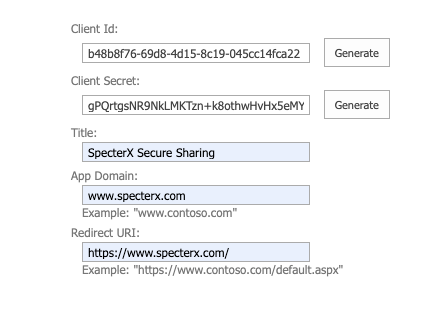 Client Id:
b48b8f76-69d8-4d15-8c19-045cc14fca22
Generate
Client Secret:
gPQrtgsNR9NkLMKTzn+k8othwHvHx5eMY
Generate
Title:
SpecterX Secure Sharing
App Domain:
www.specterx.com
Example: "www.contoso.com"
Redirect URI:
https://www.specterx.com/
Example: "https://www.contoso.com/default.aspx"